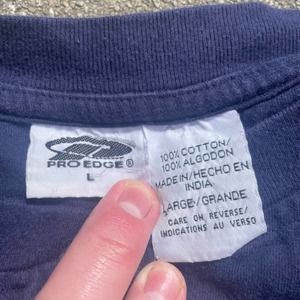 PRO EDGE®
L
100% COTTON/
100% ALGODON
MADE IN/HECHO EN
INDIA
LARGE/GRANDE
CARE ON REVERSE/
INDICATIONS AU VERSO